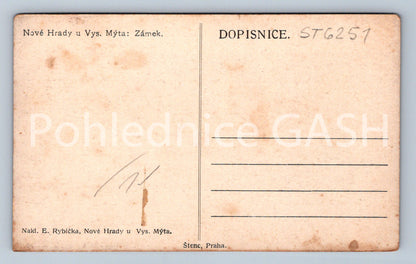 Nové Hrady u Vys. Mýta: Zámek.
DOPISNICE.
ST6251
Pohlednice GASH
Nakl. E. Rybička, Nové Hrady u Vys. Mýta.
Štenc, Praha.